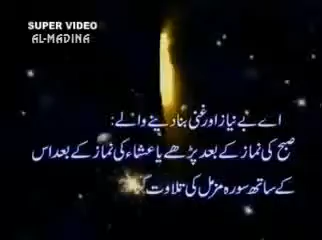 SUPER VIDEO
AL-MADINA
اے بے نیاز اور غنی بنا دینے والے:
صبح کی نماز کے بعد پڑھے یا عشاء کی نماز کے بعد اس
کے ساتھ سورہ مزمل کی تلاوت